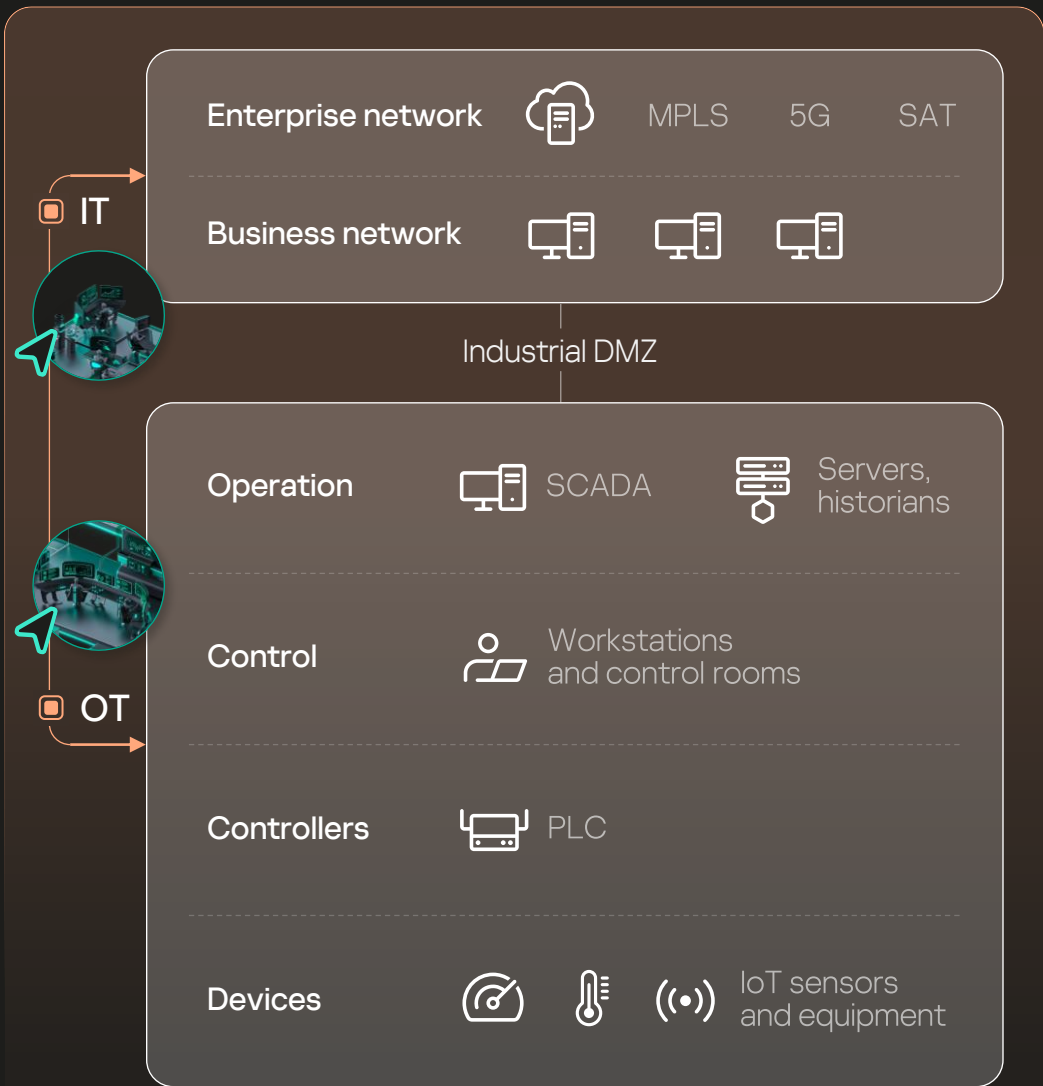 Enterprise network
MPLS
5G
SAT
IT
Business network
Industrial DMZ
Operation
SCADA
Servers,
historians
Control
Workstations
and control rooms
OT
Controllers
PLC
Devices
IoT sensors
and equipment